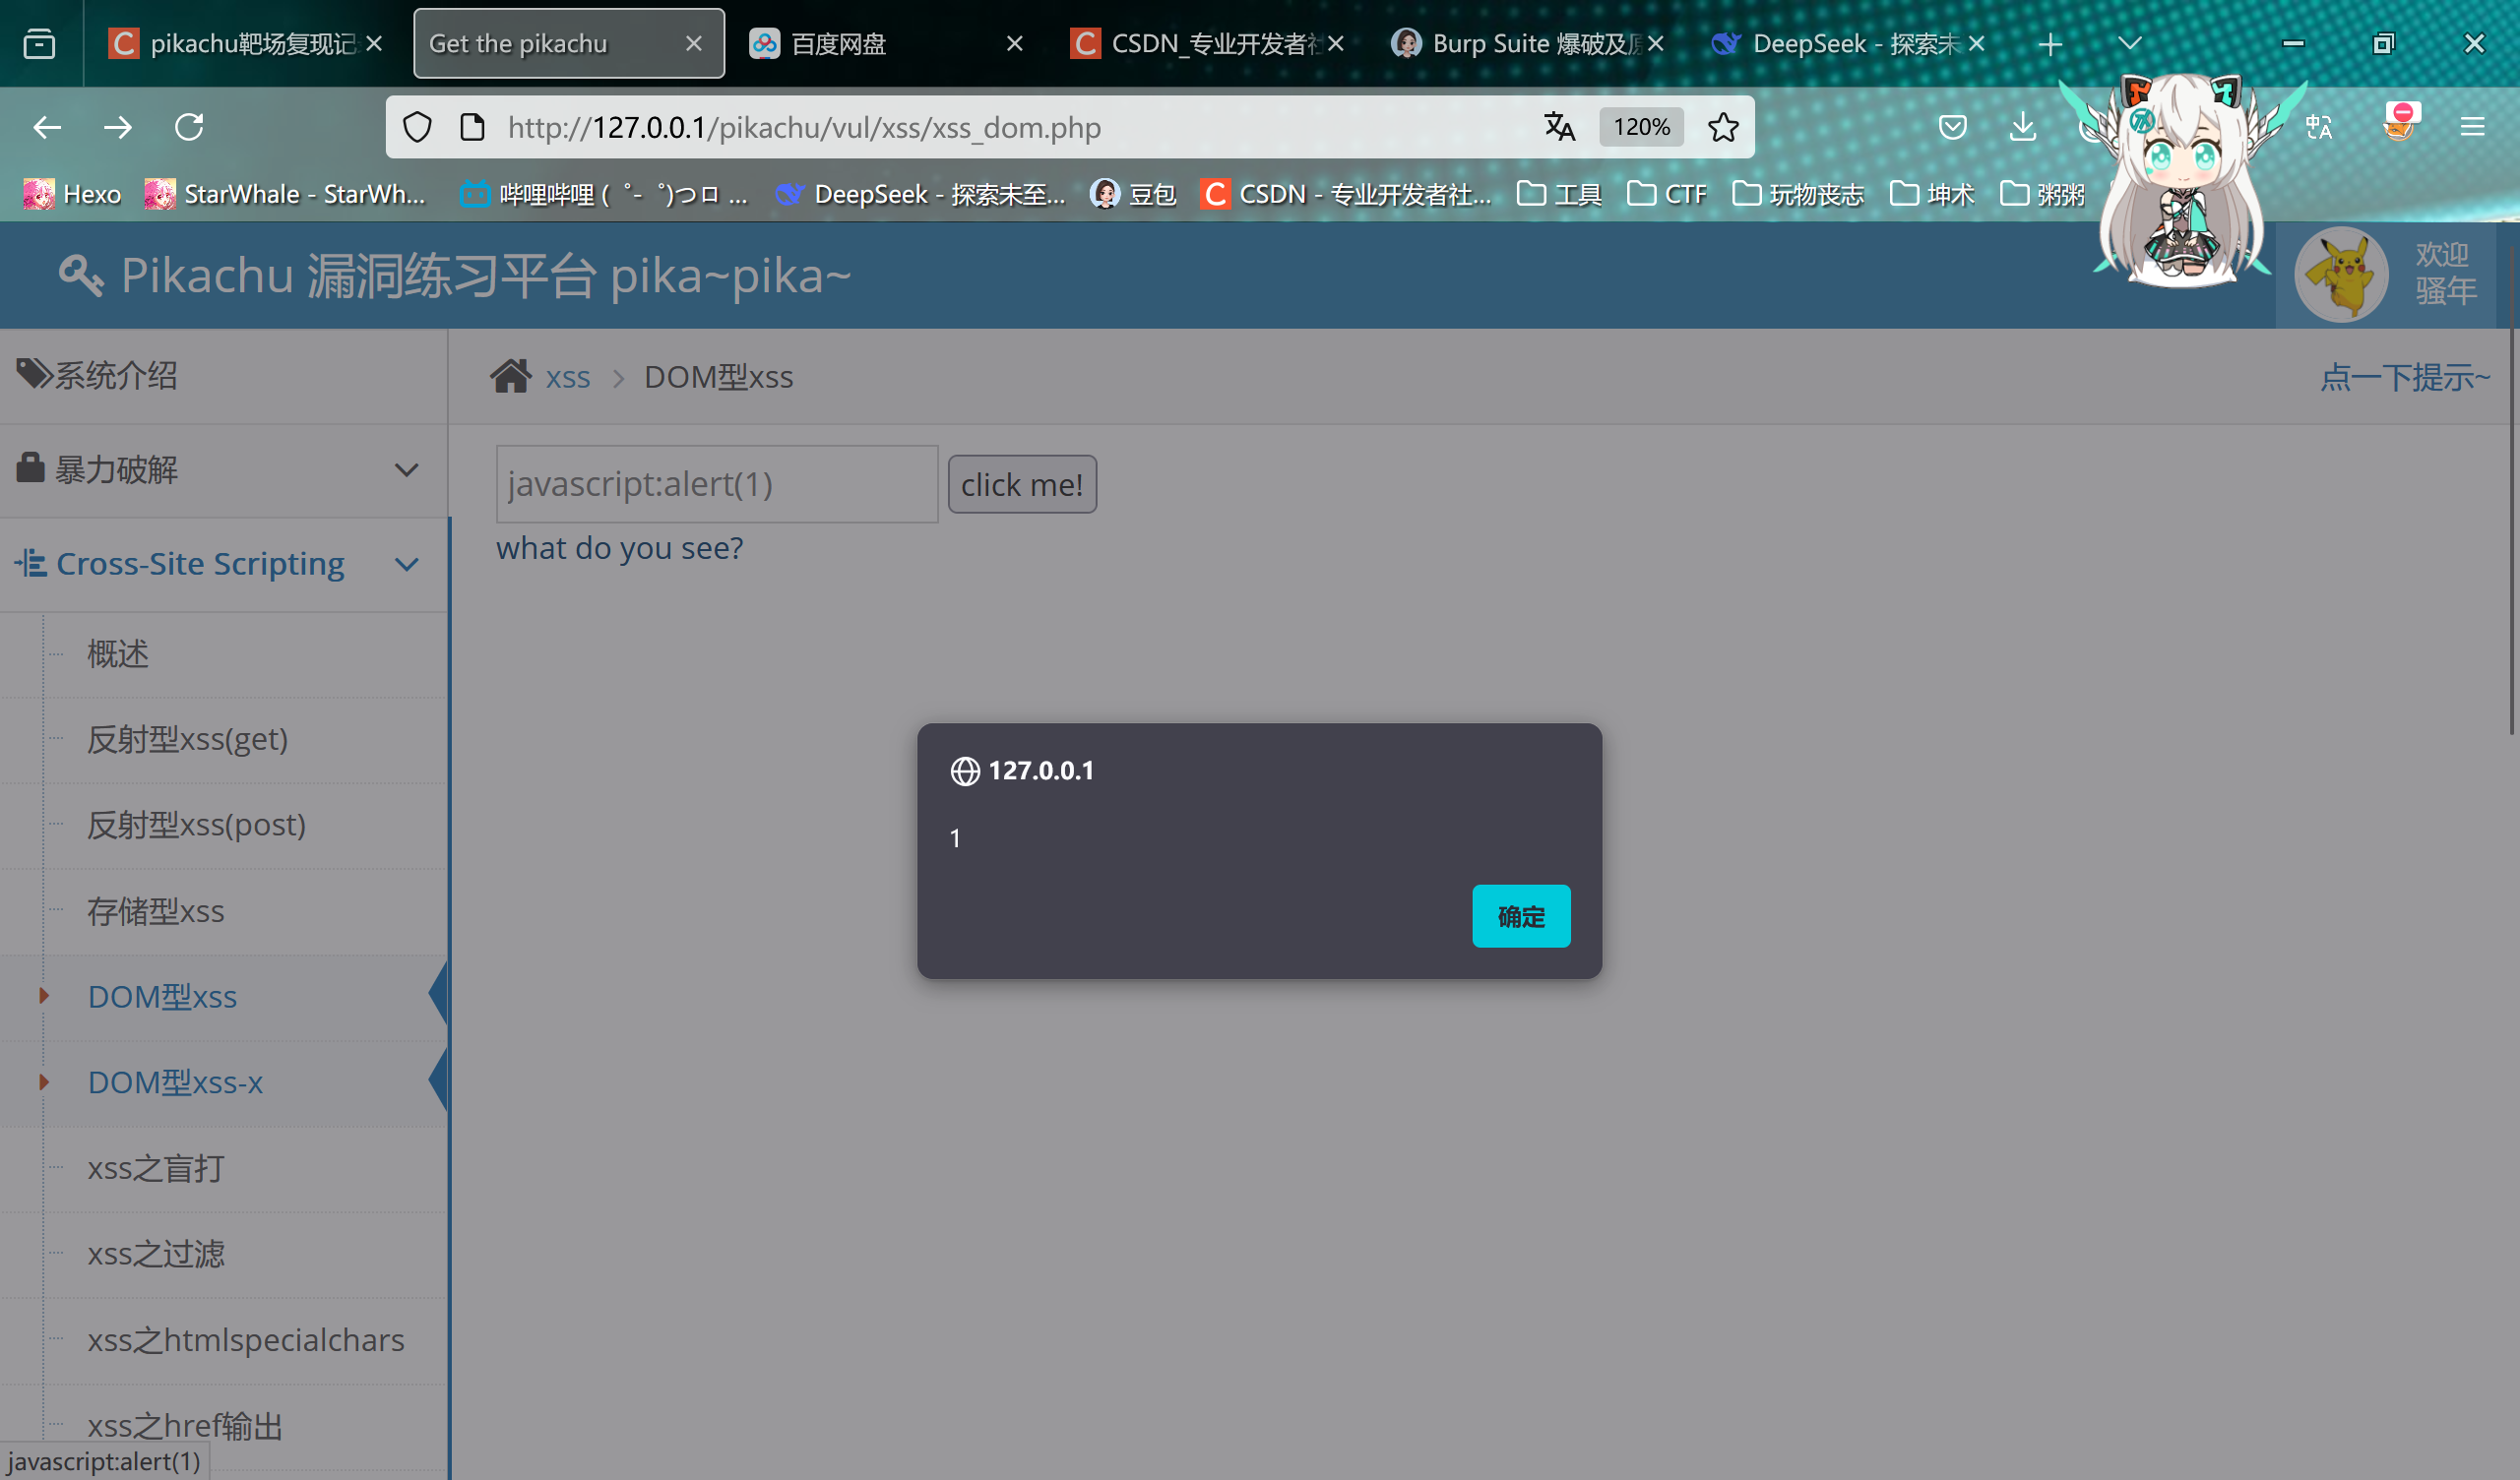 pikachu靶场复现记
Get the pikachu
百度网盘
CSDN_专业开发者社
Burp Suite 爆破及
DeepSeek - 探索未
http://127.0.0.1/pikachu/vul/xss/xss_dom.php
120%
Hexo
StarWhale - StarWh...
哔哩哔哩 ( ゜- ゜)つロ ...
DeepSeek - 探索未至...
豆包
CSDN - 专业开发者社...
工具
CTF
玩物丧志
坤术
粥粥
Pikachu 漏洞练习平台 pika~pika~
欢迎
骚年
系统介绍
xss
DOM型xss
点一下提示~
暴力破解
javascript:alert(1)
click me!
what do you see?
Cross-Site Scripting
概述
反射型xss(get)
反射型xss(post)
存储型xss
DOM型xss
DOM型xss-x
xss之盲打
xss之过滤
xss之htmlspecialchars
xss之href输出
127.0.0.1
1
确定
javascript:alert(1)